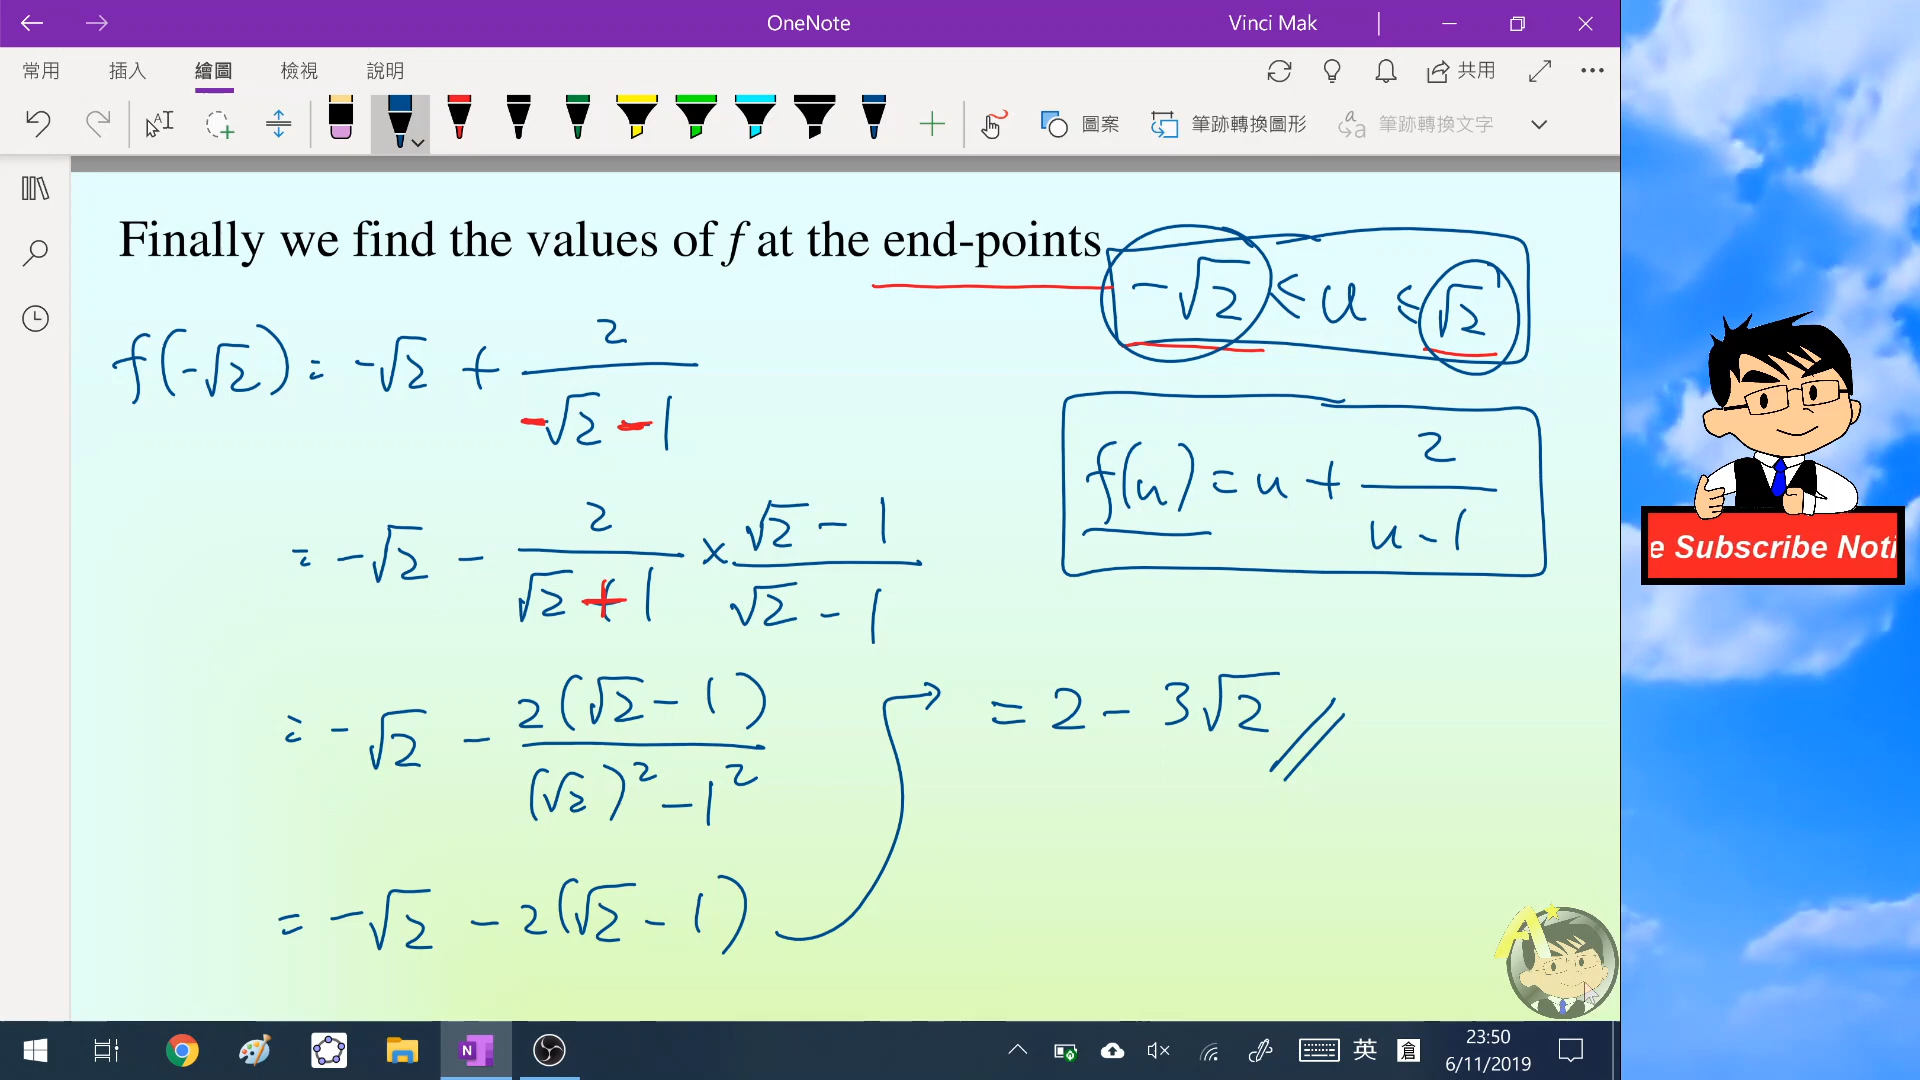 OneNote
Vinci Mak
常用 插入 繪圖 檢視 說明
共用
圖案 筆跡轉換圖形 筆跡轉換文字
Finally we find the values of f at the end-points
-√2 ≤ u ≤ √2
f(-√2) = -√2 + 2/(-√2 - 1)
f(u) = u + 2/(u-1)
= -√2 - 2/(√2 + 1) × (√2 - 1)/(√2 - 1)
= -√2 - 2(√2 - 1)/((√2)² - 1²)
= -√2 - 2(√2 - 1)
= 2 - 3√2
e Subscribe Noti
A
英 倉
23:50
6/11/2019